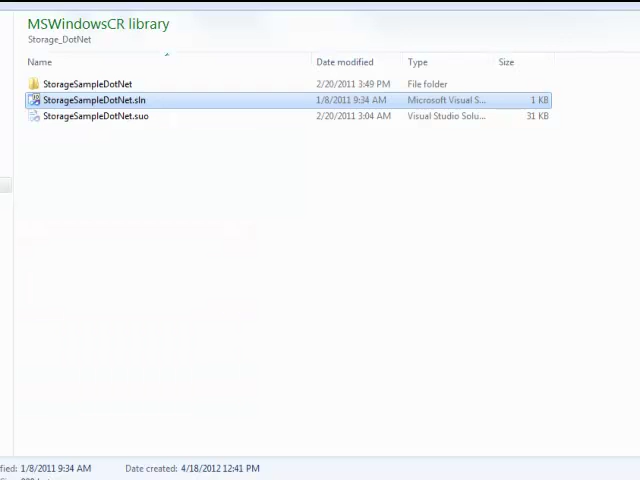 MSWindowsCR library
Storage_DotNet
Name Date modified Type Size
StorageSampleDotNet 2/20/2011 3:49 PM File folder
StorageSampleDotNet.sln 1/8/2011 9:34 AM Microsoft Visual S... 1 KB
StorageSampleDotNet.suo 2/20/2011 3:04 AM Visual Studio Solu... 31 KB
fied: 1/8/2011 9:34 AM Date created: 4/18/2012 12:41 PM